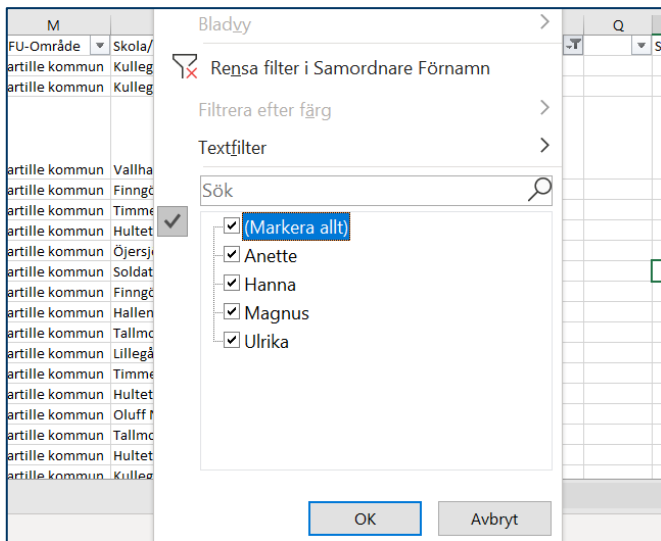 M
Q
FU-Område
Skola/
S
artille kommun Kulleg
artille kommun Kulleg
artille kommun Vallha
artille kommun Finngö
artille kommun Timme
artille kommun Hultet
artille kommun Öjersj
artille kommun Soldat
artille kommun Finngö
artille kommun Hallen
artille kommun Tallmo
artille kommun Lillegå
artille kommun Timme
artille kommun Hultet
artille kommun Oluff
artille kommun Tallmo
artille kommun Hultet
artille kommun Kulleg
Bladvy
Rensa filter i Samordnare Förnamn
Filtrera efter färg
Textfilter
Sök
(Markera allt)
Anette
Hanna
Magnus
Ulrika
OK
Avbryt